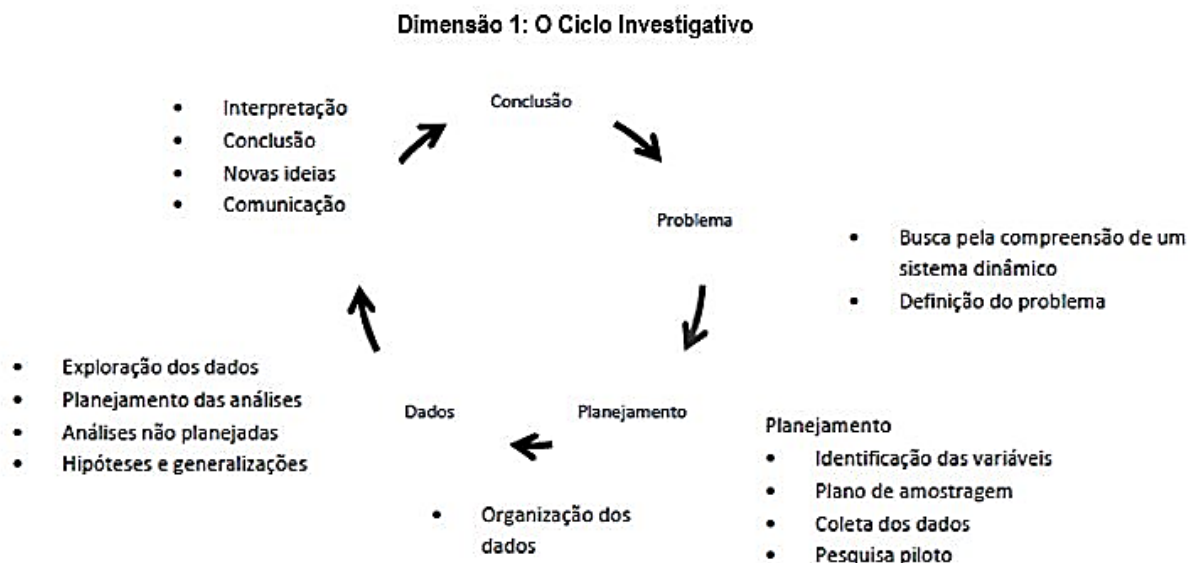 Dimensão 1: O Ciclo Investigativo
Conclusão
• Interpretação
• Conclusão
• Novas ideias
• Comunicação
Problema
• Busca pela compreensão de um
sistema dinâmico
• Definição do problema
• Exploração dos dados
• Planejamento das análises
• Análises não planejadas
• Hipóteses e generalizações
Dados
Planejamento
Planejamento
• Identificação das variáveis
• Plano de amostragem
• Coleta dos dados
• Pesquisa piloto
• Organização dos
dados